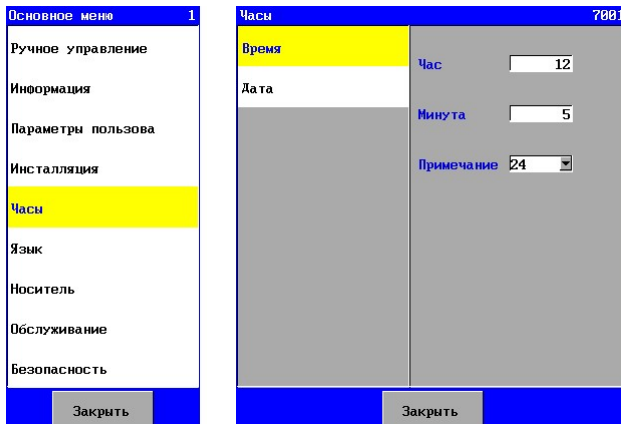 Основное меню 1
Ручное управление
Информация
Параметры пользова
Инсталляция
Часы
Язык
Носитель
Обслуживание
Безопасность
Закрыть
Часы 7001
Время
Дата
Час 12
Минута 5
Примечание 24
Закрыть